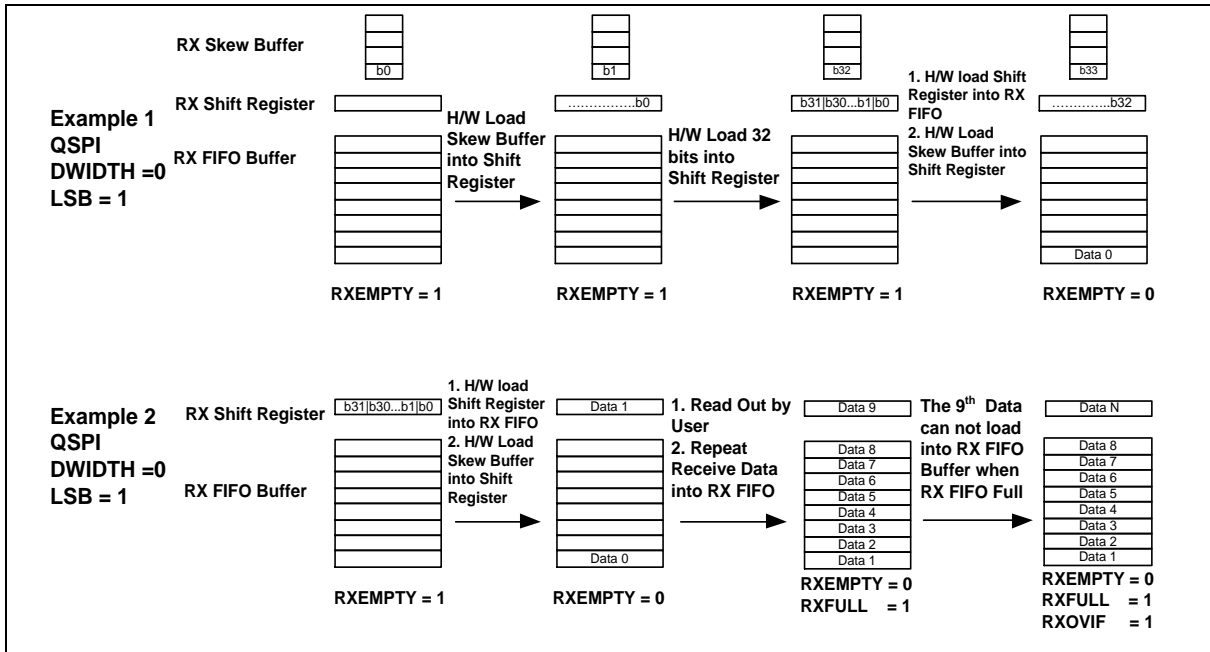 RX Skew Buffer
b0
b1
b32
b33
RX Shift Register
................b0
b31|b30...b1|b0
.............b32
Example 1
QSPI
DWIDTH =0
LSB = 1
RX FIFO Buffer
H/W Load
Skew Buffer
into Shift
Register
H/W Load 32
bits into
Shift Register
1. H/W load Shift
Register into RX
FIFO
2. H/W Load
Skew Buffer into
Shift Register
Data 0
RXEMPTY = 1
RXEMPTY = 1
RXEMPTY = 1
RXEMPTY = 0
Example 2
QSPI
DWIDTH =0
LSB = 1
RX Shift Register
RX FIFO Buffer
b31|b30...b1|b0
1. H/W load
Shift Register
into RX FIFO
2. H/W Load
Skew Buffer
into Shift
Register
Data 1
Data 0
1. Read Out by
User
2. Repeat
Receive Data
into RX FIFO
Data 9
Data 8
Data 7
Data 6
Data 5
Data 4
Data 3
Data 2
Data 1
The 9th Data
can not load
into RX FIFO
Buffer when
RX FIFO Full
Data N
Data 8
Data 7
Data 6
Data 5
Data 4
Data 3
Data 2
Data 1
RXEMPTY = 1
RXEMPTY = 0
RXEMPTY = 0
RXFULL = 1
RXEMPTY = 0
RXFULL = 1
RXOVIF = 1